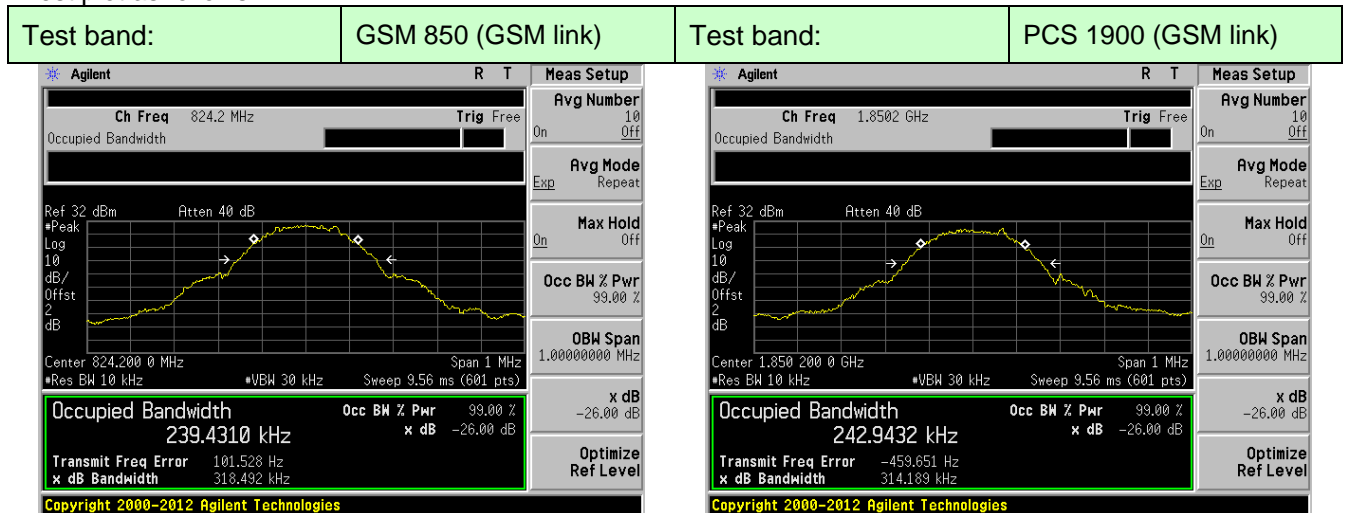 Test band:
GSM 850 (GSM link)
Test band:
PCS 1900 (GSM link)
Agilent
R T
Meas Setup
Ch Freq 824.2 MHz
Trig Free
Occupied Bandwidth
Avg Number
10
On Off
Avg Mode
Exp Repeat
Ref 32 dBm Atten 40 dB
#Peak
Log
10
dB/
Offst
2
dB
Max Hold
On Off
Occ BW % Pwr
99.00 %
OBW Span
1.00000000 MHz
Center 824.200 0 MHz Span 1 MHz
#Res BW 10 kHz #VBW 30 kHz Sweep 9.56 ms (601 pts)
x dB
-26.00 dB
Occupied Bandwidth
239.4310 kHz
Occ BW % Pwr 99.00 %
x dB -26.00 dB
Transmit Freq Error 101.528 Hz
x dB Bandwidth 318.492 kHz
Optimize
Ref Level
Copyright 2000-2012 Agilent Technologies
Agilent
R T
Meas Setup
Ch Freq 1.8502 GHz
Trig Free
Occupied Bandwidth
Avg Number
10
On Off
Avg Mode
Exp Repeat
Ref 32 dBm Atten 40 dB
#Peak
Log
10
dB/
Offst
2
dB
Max Hold
On Off
Occ BW % Pwr
99.00 %
OBW Span
1.00000000 MHz
Center 1.850 200 0 GHz Span 1 MHz
#Res BW 10 kHz #VBW 30 kHz Sweep 9.56 ms (601 pts)
x dB
-26.00 dB
Occupied Bandwidth
242.9432 kHz
Occ BW % Pwr 99.00 %
x dB -26.00 dB
Transmit Freq Error -459.651 Hz
x dB Bandwidth 314.189 kHz
Optimize
Ref Level
Copyright 2000-2012 Agilent Technologies